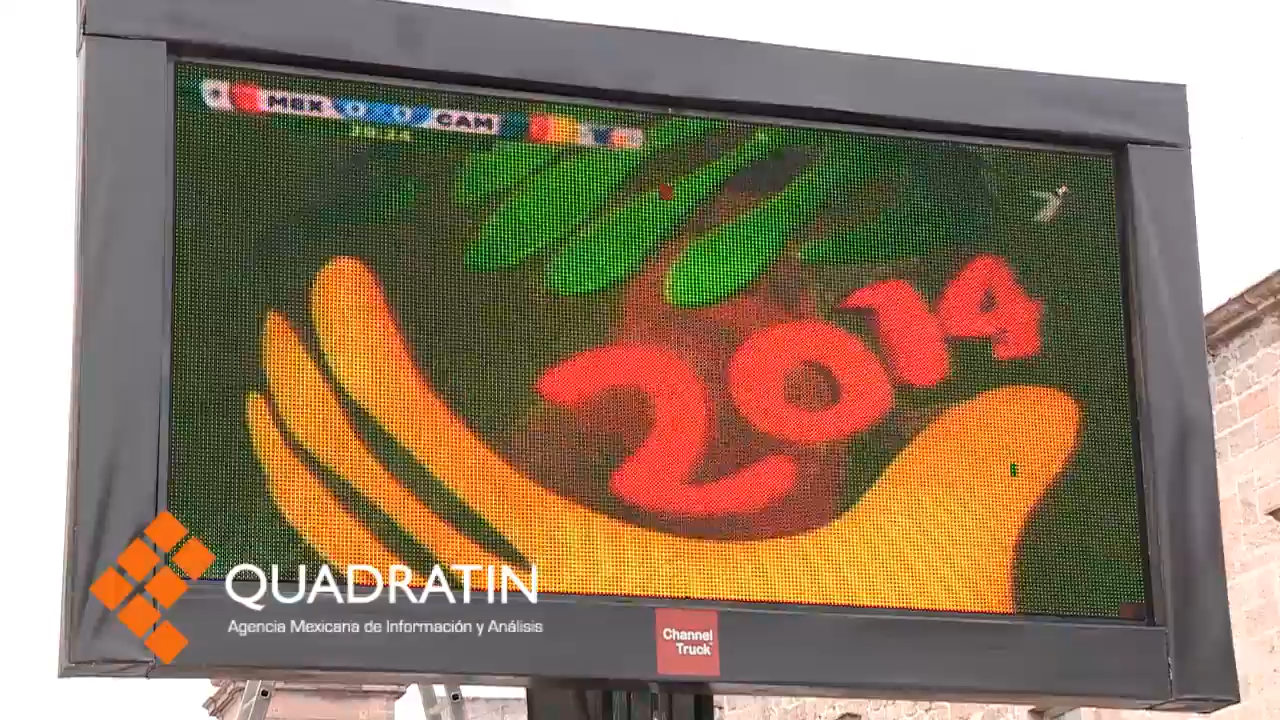 MEX 0 0 CAM
2014
QUADRATIN
Agencia Mexicana de Información y Análisis
Channel
Truck